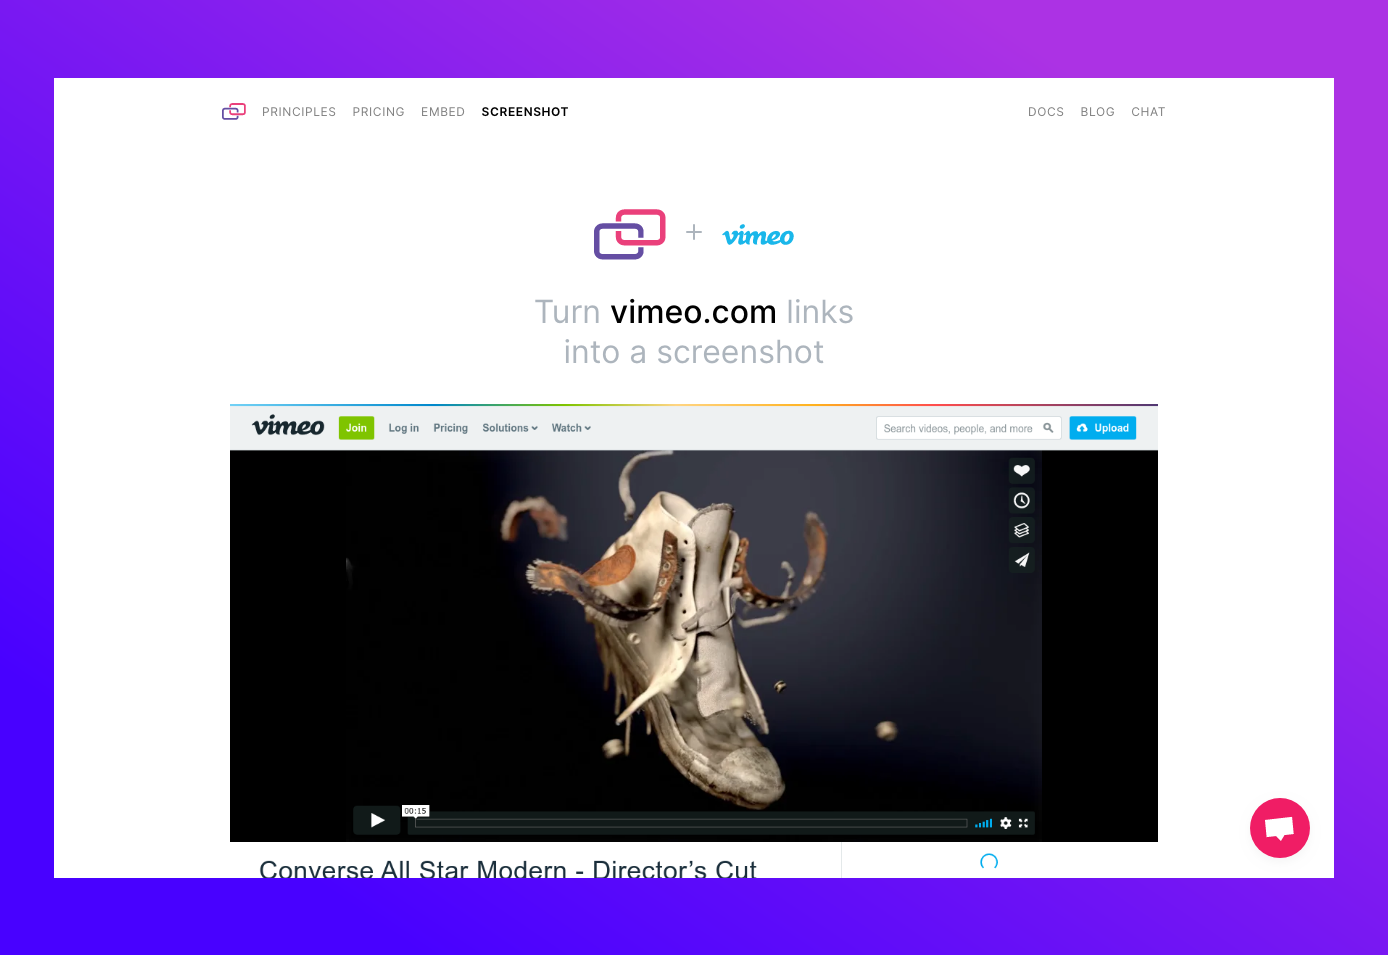 PRINCIPLES PRICING EMBED SCREENSHOT DOCS BLOG CHAT
+ vimeo
Turn vimeo.com links
into a screenshot
vimeo Join Log in Pricing Solutions Watch Search videos, people, and more Upload
00:15
Converse All Star Modern - Director’s Cut